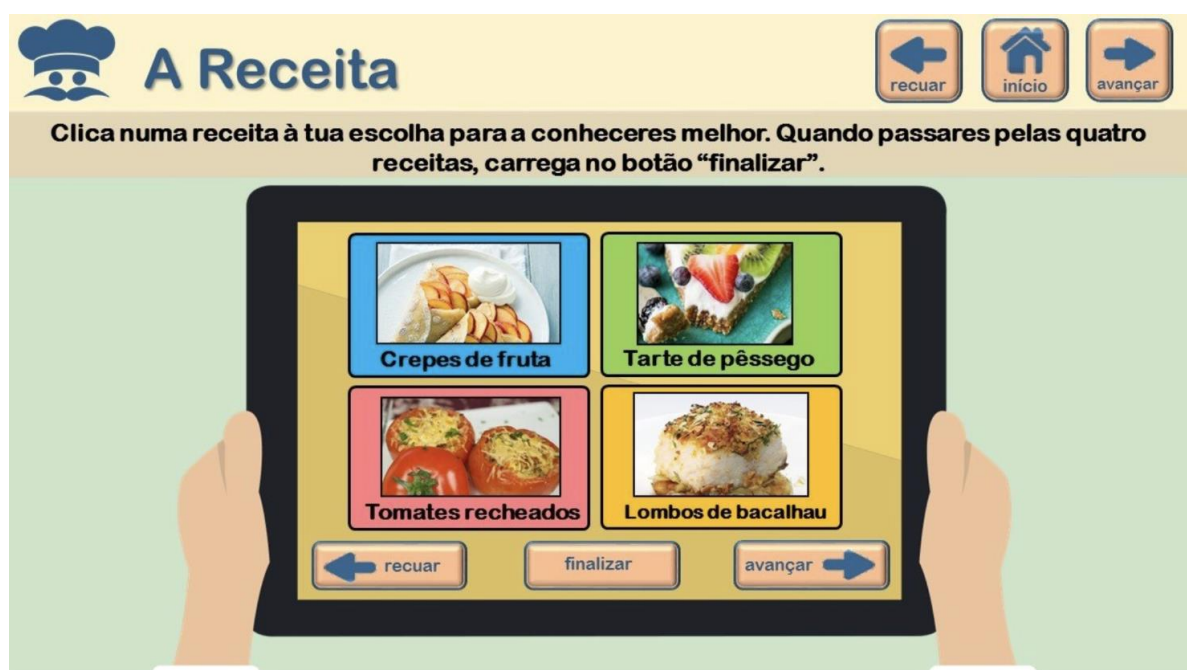 A Receita
recuar
início
avançar
Clica numa receita à tua escolha para a conheceres melhor. Quando passares pelas quatro
receitas, carrega no botão “finalizar”.
Crepes de fruta
Tarte de pêssego
Tomates recheados
Lombos de bacalhau
recuar
finalizar
avançar